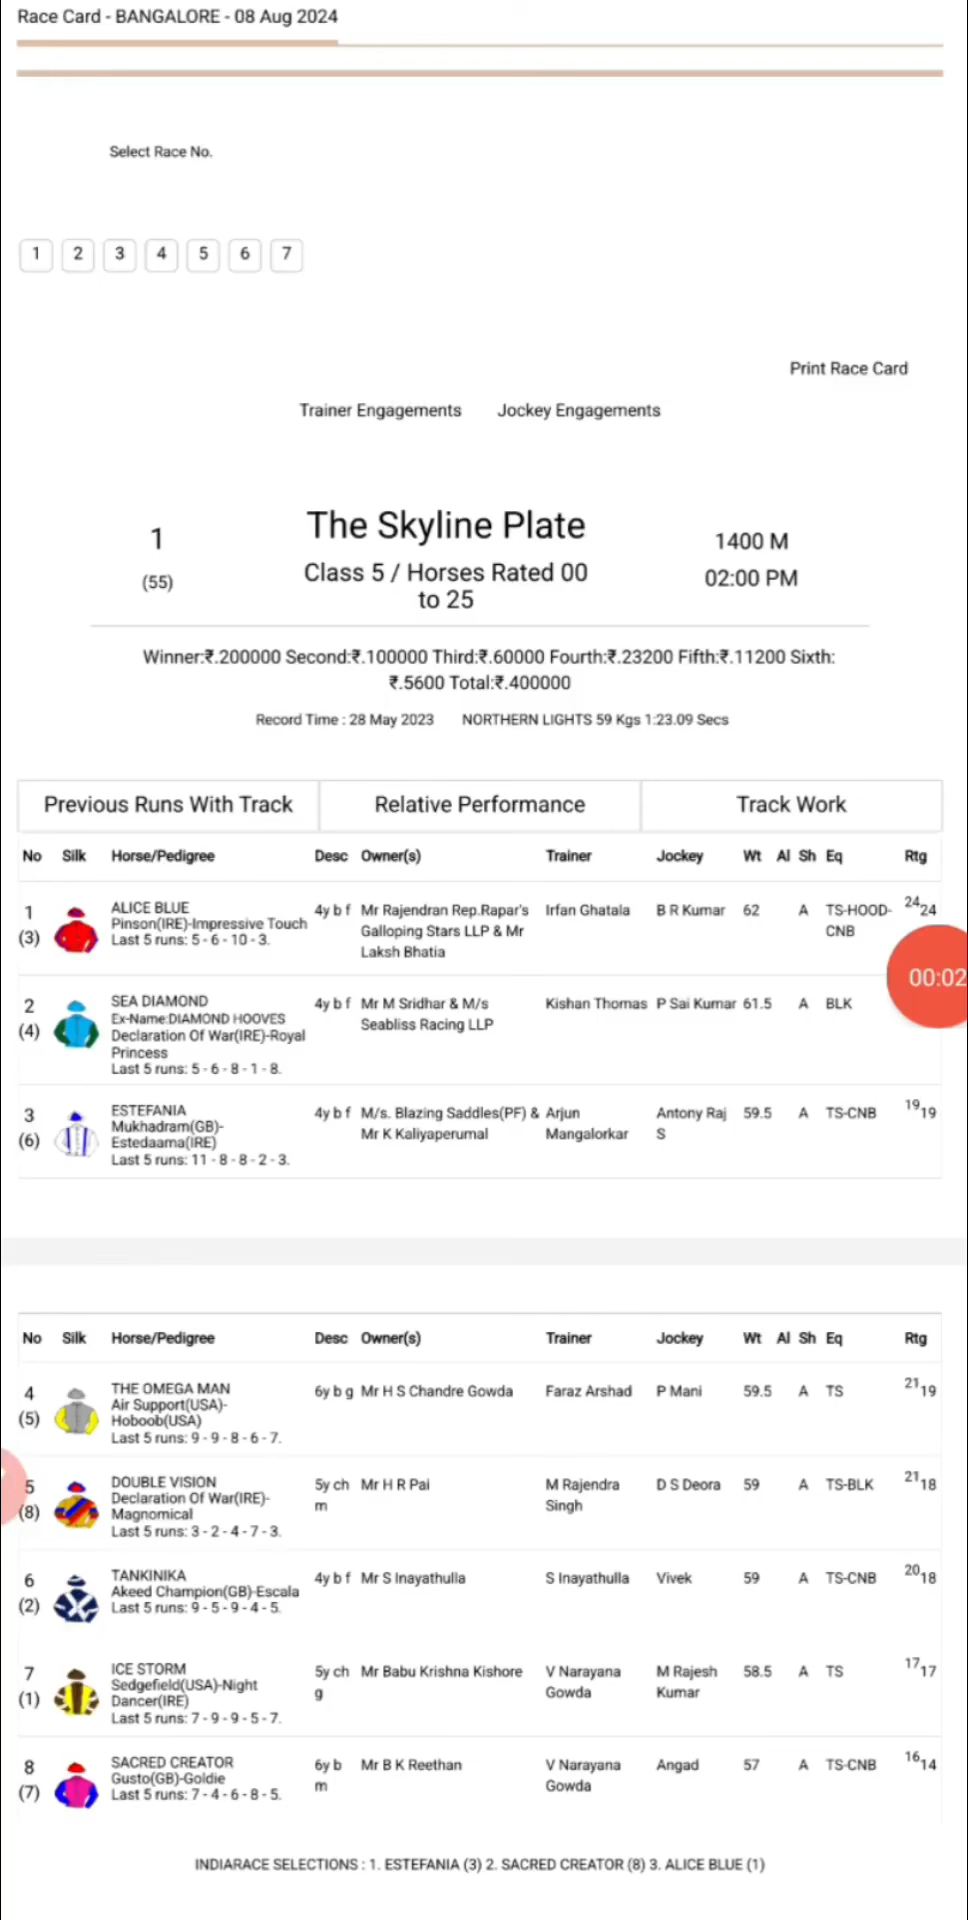 Race Card - BANGALORE - 08 Aug 2024
Select Race No.
1 2 3 4 5 6 7
Print Race Card
Trainer Engagements Jockey Engagements
1 The Skyline Plate 1400 M
(55) Class 5 / Horses Rated 00 02:00 PM
to 25
Winner:₹.200000 Second:₹.100000 Third:₹.60000 Fourth:₹.23200 Fifth:₹.11200 Sixth:
₹.5600 Total:₹.400000
Record Time : 28 May 2023 NORTHERN LIGHTS 59 Kgs 1:23.09 Secs
Previous Runs With Track Relative Performance Track Work
No Silk Horse/Pedigree Desc Owner(s) Trainer Jockey Wt Al Sh Eq Rtg
1 ALICE BLUE 4y b f Mr Rajendran Rep.Rapar's Irfan Ghatala B R Kumar 62 A TS-HOOD- 24 24
(3) Pinson(IRE)-Impressive Touch Galloping Stars LLP & Mr CNB
Last 5 runs: 5 - 6 - 10 - 3. Laksh Bhatia
00:02
2 SEA DIAMOND 4y b f Mr M Sridhar & M/s Kishan Thomas P Sai Kumar 61.5 A BLK
(4) Ex-Name:DIAMOND HOOVES Seabliss Racing LLP
Declaration Of War(IRE)-Royal
Princess
Last 5 runs: 5 - 6 - 8 - 1 - 8.
3 ESTEFANIA 4y b f M/s. Blazing Saddles(PF) & Arjun Antony Raj 59.5 A TS-CNB 19 19
(6) Mukhadram(GB)- Mr K Kaliyaperumal Mangalorkar S
Estedaama(IRE)
Last 5 runs: 11 - 8 - 8 - 2 - 3.
No Silk Horse/Pedigree Desc Owner(s) Trainer Jockey Wt Al Sh Eq Rtg
4 THE OMEGA MAN 6y b g Mr H S Chandre Gowda Faraz Arshad P Mani 59.5 A TS 21 19
(5) Air Support(USA)-
Hoboob(USA)
Last 5 runs: 9 - 9 - 8 - 6 - 7.
5 DOUBLE VISION 5y ch Mr H R Pai M Rajendra D S Deora 59 A TS-BLK 21 18
(8) Declaration Of War(IRE)- m Singh
Magnomical
Last 5 runs: 3 - 2 - 4 - 7 - 3.
6 TANKINIKA 4y b f Mr S Inayathulla S Inayathulla Vivek 59 A TS-CNB 20 18
(2) Akeed Champion(GB)-Escala
Last 5 runs: 9 - 5 - 9 - 4 - 5.
7 ICE STORM 5y ch Mr Babu Krishna Kishore V Narayana M Rajesh 58.5 A TS 17 17
(1) Sedgefield(USA)-Night g Gowda Kumar
Dancer(IRE)
Last 5 runs: 7 - 9 - 9 - 5 - 7.
8 SACRED CREATOR 6y b Mr B K Reethan V Narayana Angad 57 A TS-CNB 16 14
(7) Gusto(GB)-Goldie m Gowda
Last 5 runs: 7 - 4 - 6 - 8 - 5.
INDIARACE SELECTIONS : 1. ESTEFANIA (3) 2. SACRED CREATOR (8) 3. ALICE BLUE (1)